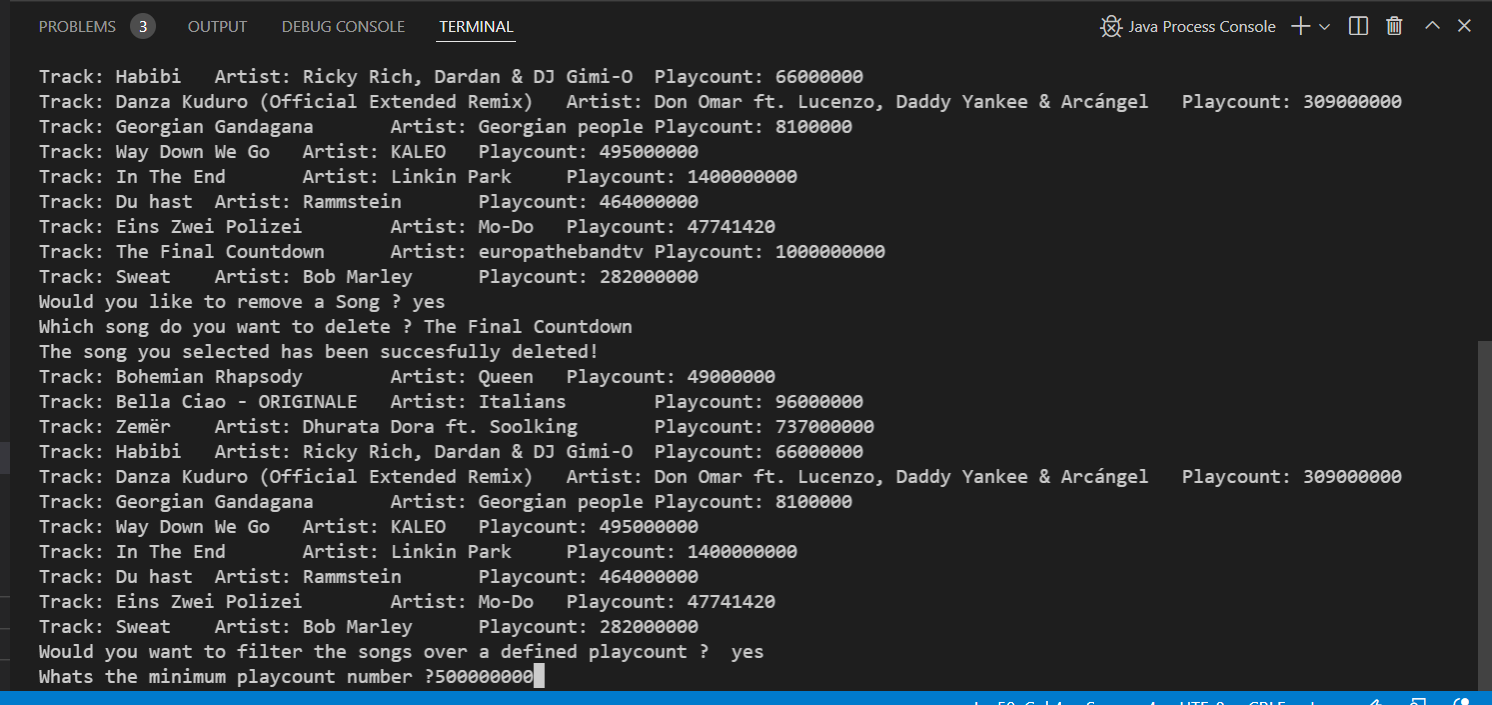 PROBLEMS 3 OUTPUT DEBUG CONSOLE TERMINAL Java Process Console
Track: Habibi Artist: Ricky Rich, Dardan & DJ Gimi-O Playcount: 66000000
Track: Danza Kuduro (Official Extended Remix) Artist: Don Omar ft. Lucenzo, Daddy Yankee & Arcángel Playcount: 309000000
Track: Georgian Gandagana Artist: Georgian people Playcount: 8100000
Track: Way Down We Go Artist: KALEO Playcount: 495000000
Track: In The End Artist: Linkin Park Playcount: 1400000000
Track: Du hast Artist: Rammstein Playcount: 464000000
Track: Eins Zwei Polizei Artist: Mo-Do Playcount: 47741420
Track: The Final Countdown Artist: europathebandtv Playcount: 1000000000
Track: Sweat Artist: Bob Marley Playcount: 282000000
Would you like to remove a Song ? yes
Which song do you want to delete ? The Final Countdown
The song you selected has been succesfully deleted!
Track: Bohemian Rhapsody Artist: Queen Playcount: 49000000
Track: Bella Ciao - ORIGINALE Artist: Italians Playcount: 96000000
Track: Zemër Artist: Dhurata Dora ft. Soolking Playcount: 737000000
Track: Habibi Artist: Ricky Rich, Dardan & DJ Gimi-O Playcount: 66000000
Track: Danza Kuduro (Official Extended Remix) Artist: Don Omar ft. Lucenzo, Daddy Yankee & Arcángel Playcount: 309000000
Track: Georgian Gandagana Artist: Georgian people Playcount: 8100000
Track: Way Down We Go Artist: KALEO Playcount: 495000000
Track: In The End Artist: Linkin Park Playcount: 1400000000
Track: Du hast Artist: Rammstein Playcount: 464000000
Track: Eins Zwei Polizei Artist: Mo-Do Playcount: 47741420
Track: Sweat Artist: Bob Marley Playcount: 282000000
Would you want to filter the songs over a defined playcount ? yes
Whats the minimum playcount number ?500000000